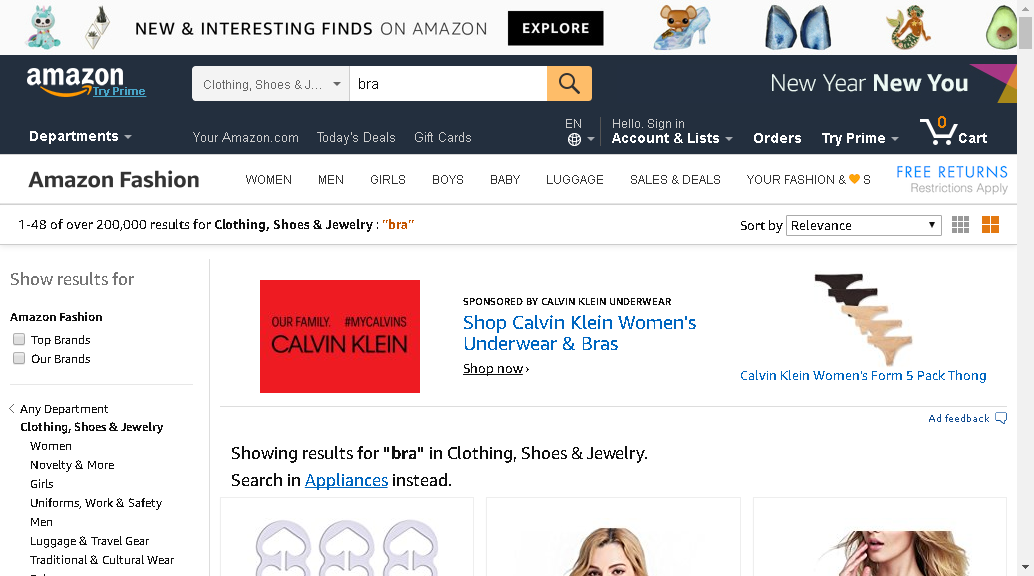 NEW & INTERESTING FINDS ON AMAZON EXPLORE
amazon
Try Prime
Clothing, Shoes & J... bra
New Year New You
Departments
Your Amazon.com Today's Deals Gift Cards
EN
Hello. Sign in
Account & Lists
Orders
Try Prime
0
Cart
Amazon Fashion
WOMEN MEN GIRLS BOYS BABY LUGGAGE SALES & DEALS YOUR FASHION & 🧡 S
FREE RETURNS
Restrictions Apply
1-48 of over 200,000 results for Clothing, Shoes & Jewelry : "bra"
Sort by Relevance
Show results for
Amazon Fashion
Top Brands
Our Brands
Any Department
Clothing, Shoes & Jewelry
Women
Novelty & More
Girls
Uniforms, Work & Safety
Men
Luggage & Travel Gear
Traditional & Cultural Wear
OUR FAMILY. #MYCALVINS
CALVIN KLEIN
SPONSORED BY CALVIN KLEIN UNDERWEAR
Shop Calvin Klein Women's
Underwear & Bras
Shop now ›
Calvin Klein Women's Form 5 Pack Thong
Ad feedback
Showing results for "bra" in Clothing, Shoes & Jewelry.
Search in Appliances instead.